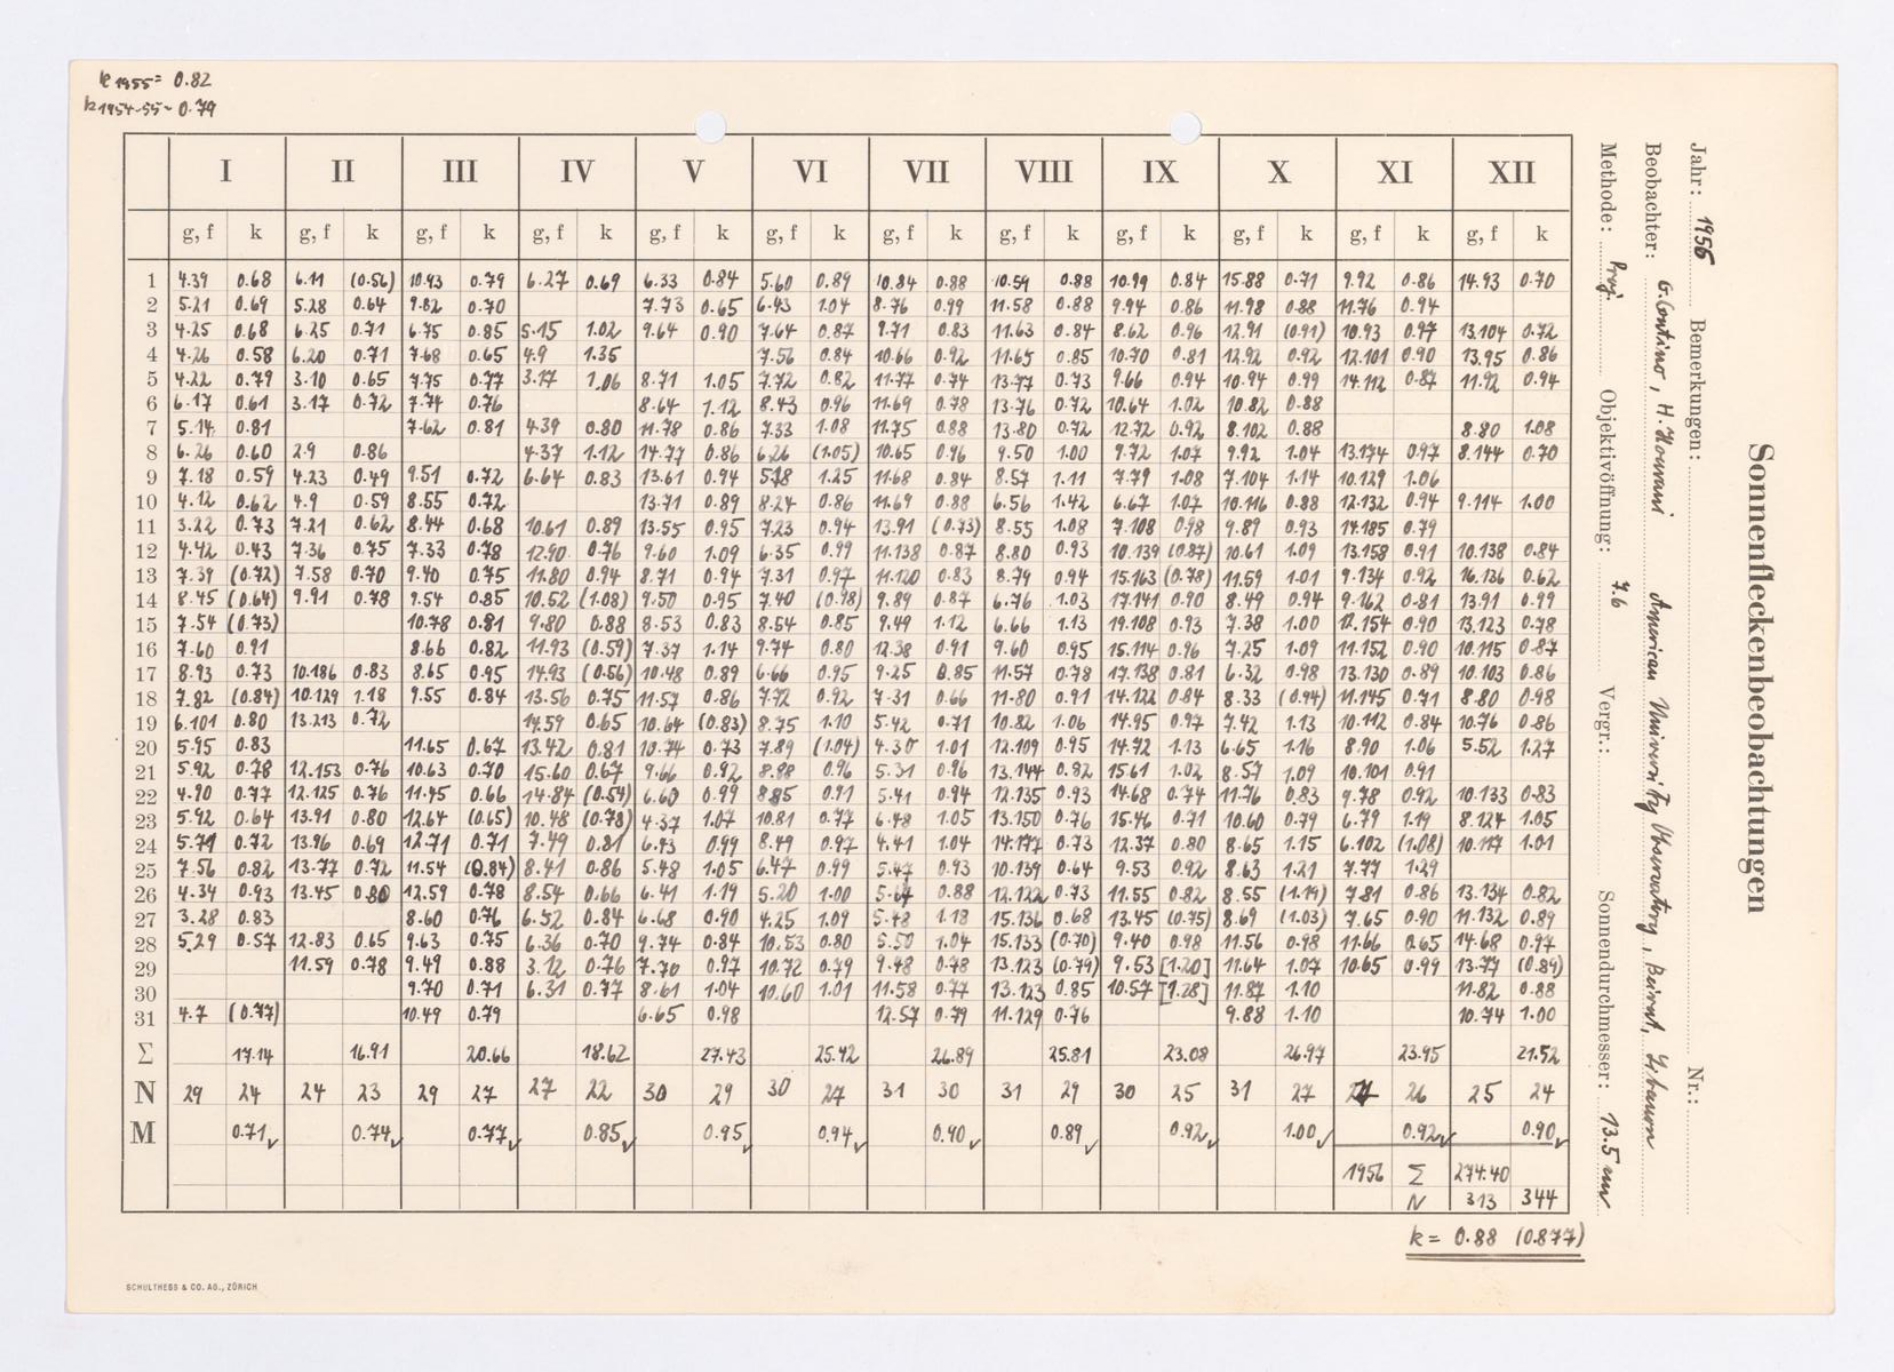 k 1955 = 0.82
k 1954-55 = 0.79
Sonnenfleckenbeobachtungen
Jahr: 1956 Bemerkungen: Nr.:
Beobachter: G. Contino, H. Hourani American University Observatory, Beirut, Lebanon
Methode: Proj. Objektivöffnung: 7.6 Vergr.: Sonnendurchmesser: 13.5 cm
I II III IV V VI VII VIII IX X XI XII
g, f k g, f k g, f k g, f k g, f k g, f k g, f k g, f k g, f k g, f k g, f k g, f k
1 4.39 0.68 6.11 (0.56) 10.93 0.79 6.27 0.69 6.33 0.84 5.60 0.89 10.84 0.88 10.59 0.88 10.99 0.84 15.88 0.71 9.92 0.86 14.93 0.70
2 5.21 0.69 5.28 0.64 9.82 0.70 7.73 0.65 6.43 1.04 8.76 0.99 11.58 0.88 9.94 0.86 11.98 0.88 11.76 0.94
3 4.25 0.68 6.25 0.71 6.75 0.85 5.15 1.02 9.64 0.90 7.64 0.87 9.71 0.83 11.63 0.84 8.62 0.96 12.91 (0.91) 10.93 0.97 13.104 0.72
4 4.26 0.58 6.20 0.71 7.68 0.65 4.9 1.35 7.56 0.84 10.66 0.92 11.65 0.85 10.70 0.81 12.92 0.92 12.101 0.90 13.95 0.86
5 4.22 0.79 3.10 0.65 7.75 0.77 3.17 1.06 8.71 1.05 7.72 0.82 11.77 0.74 13.77 0.73 9.66 0.94 10.94 0.99 14.112 0.87 11.92 0.94
6 6.17 0.61 3.17 0.72 7.74 0.76 8.64 1.12 8.43 0.96 11.69 0.78 13.76 0.72 10.64 1.02 10.82 0.88
7 5.14 0.81 7.62 0.81 4.39 0.80 11.78 0.86 7.33 1.08 11.75 0.88 13.80 0.72 12.72 0.92 8.102 0.88 8.80 1.08
8 6.26 0.60 2.9 0.86 4.37 1.12 14.77 0.86 6.26 (1.05) 10.65 0.96 9.50 1.00 9.72 1.07 9.92 1.04 13.174 0.97 8.144 0.70
9 7.18 0.59 4.23 0.49 9.51 0.72 6.64 0.83 13.61 0.94 5.18 1.25 11.68 0.84 8.57 1.11 7.79 1.08 7.104 1.14 10.129 1.06
10 4.12 0.62 4.9 0.59 8.55 0.72 13.71 0.89 8.24 0.86 11.69 0.88 6.56 1.42 6.67 1.07 10.116 0.88 12.132 0.94 9.114 1.00
11 3.22 0.73 7.21 0.62 8.44 0.68 10.61 0.89 13.55 0.95 7.23 0.94 13.91 (0.73) 8.55 1.08 7.108 0.98 9.89 0.93 14.185 0.79
12 4.42 0.43 7.36 0.75 7.33 0.78 12.90 0.76 9.60 1.09 6.35 0.99 11.138 0.87 8.80 0.93 10.139 (0.87) 10.61 1.09 13.158 0.91 10.138 0.84
13 7.39 (0.72) 7.58 0.70 9.40 0.75 11.80 0.94 8.71 0.94 7.31 0.97 11.120 0.83 8.79 0.94 15.163 (0.78) 11.59 1.01 9.134 0.92 16.136 0.62
14 8.45 (0.64) 9.91 0.78 9.54 0.85 10.52 (1.08) 9.50 0.95 7.40 (0.98) 9.89 0.87 6.76 1.03 17.141 0.90 8.49 0.94 9.162 0.81 13.91 0.99
15 7.54 (0.73) 10.78 0.81 9.80 0.88 8.53 0.83 8.54 0.85 9.49 1.12 6.66 1.13 19.108 0.93 7.38 1.00 12.154 0.90 13.123 0.78
16 7.60 0.91 8.66 0.82 11.93 (0.59) 7.37 1.14 9.74 0.80 12.38 0.91 9.60 0.95 15.114 0.96 7.25 1.09 11.152 0.90 10.115 0.87
17 8.93 0.73 10.186 0.83 8.65 0.95 14.93 (0.56) 10.48 0.89 6.66 0.95 9.25 0.85 11.57 0.78 17.138 0.81 6.32 0.98 13.130 0.89 10.103 0.86
18 7.82 (0.84) 10.129 1.18 9.55 0.84 13.56 0.75 11.57 0.86 7.72 0.92 7.31 0.66 11.80 0.91 14.122 0.84 8.33 (0.94) 11.145 0.71 8.80 0.98
19 6.101 0.80 13.213 0.72 14.59 0.65 10.64 (0.83) 8.75 1.10 5.42 0.71 10.82 1.06 14.95 0.97 7.42 1.13 10.112 0.84 10.76 0.86
20 5.95 0.83 11.65 0.67 13.42 0.81 10.74 0.73 7.89 (1.04) 4.30 1.01 12.109 0.95 14.72 1.13 6.65 1.16 8.90 1.06 5.52 1.27
21 5.92 0.78 12.153 0.76 10.63 0.70 15.60 0.67 9.66 0.92 8.88 0.96 5.31 0.96 13.144 0.82 15.61 1.02 8.57 1.09 10.101 0.91
22 4.90 0.77 12.125 0.76 11.45 0.66 14.84 (0.54) 6.60 0.99 8.85 0.91 5.41 0.94 12.135 0.93 14.68 0.74 11.76 0.83 9.78 0.92 10.133 0.83
23 5.92 0.64 13.91 0.80 12.64 (0.65) 10.48 (0.78) 4.37 1.07 10.81 0.77 6.48 1.05 13.150 0.76 15.46 0.71 10.60 0.79 6.79 1.19 8.124 1.05
24 5.79 0.72 13.96 0.69 12.71 0.71 7.49 0.81 6.43 0.99 8.49 0.97 4.41 1.04 14.177 0.73 12.37 0.80 8.65 1.15 6.102 (1.08) 10.117 1.01
25 7.56 0.82 13.77 0.72 11.54 (0.84) 8.41 0.86 5.48 1.05 6.47 0.99 5.47 0.93 10.139 0.64 9.53 0.92 8.63 1.21 7.77 1.29
26 4.34 0.93 13.45 0.80 12.59 0.78 8.54 0.66 6.41 1.19 5.20 1.00 5.64 0.88 12.122 0.73 11.55 0.82 8.55 (1.19) 7.81 0.86 13.134 0.82
27 3.28 0.83 8.60 0.76 6.52 0.84 6.68 0.90 4.25 1.09 5.48 1.18 15.136 0.68 13.45 (0.75) 8.69 (1.03) 7.65 0.90 11.132 0.89
28 5.29 0.57 12.83 0.65 9.63 0.75 6.36 0.70 9.74 0.84 10.53 0.80 5.50 1.04 15.133 (0.70) 9.40 0.98 11.56 0.98 11.66 0.65 14.68 0.97
29 11.59 0.78 9.49 0.88 3.12 0.76 7.70 0.97 10.72 0.79 9.48 0.78 13.123 (0.79) 9.53 [1.20] 11.64 1.07 10.65 0.99 13.77 (0.89)
30 9.70 0.71 6.31 0.77 8.61 1.04 10.60 1.01 11.58 0.77 13.123 0.85 10.57 [1.28] 11.87 1.10 11.82 0.88
31 4.7 (0.77) 10.49 0.79 6.65 0.98 12.57 0.79 11.129 0.76 9.88 1.10 10.74 1.00
Σ 17.14 16.91 20.66 18.62 27.43 25.42 26.89 25.81 23.08 26.97 23.95 21.52
N 29 24 24 23 29 27 27 22 30 29 30 27 31 30 31 29 30 25 31 27 26 25 24
M 0.71 0.74 0.77 0.85 0.95 0.94 0.90 0.89 0.92 1.00 0.92 0.90
1956 Σ 274.40
N 313 344
k = 0.88 (0.877)
SCHULTHESS & CO. AG., ZÜRICH